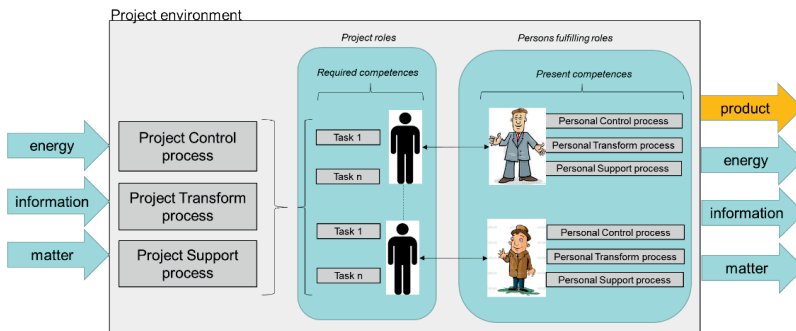 Project environment
Project roles
Persons fulfilling roles
Required competences
Present competences
energy
information
matter
Project Control
process
Project Transform
process
Project Support
process
Task 1
Task n
Task 1
Task n
Personal Control process
Personal Transform process
Personal Support process
Personal Control process
Personal Transform process
Personal Support process
product
energy
information
matter